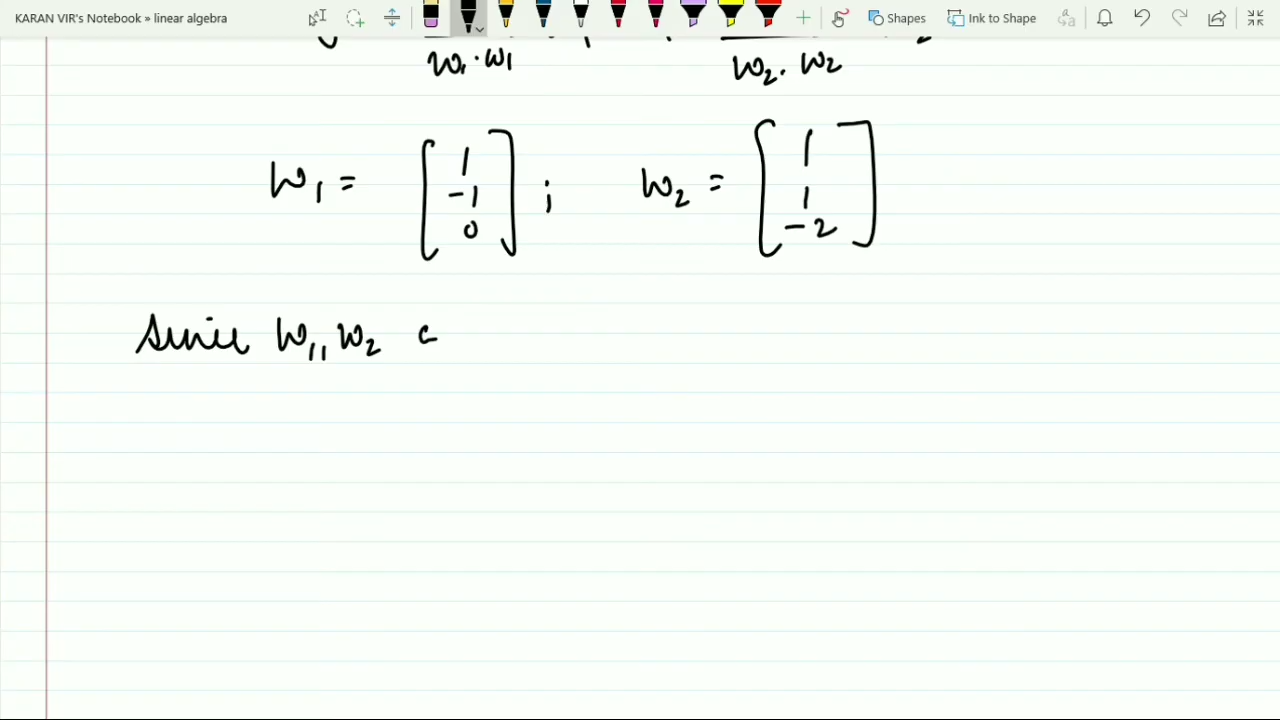 KARAN VIR's Notebook » linear algebra
Shapes
Ink to Shape
w₁ · w₁ w₂ · w₂
w₁ = [1 -1 0] ; w₂ = [1 1 -2]
Since w₁, w₂ a